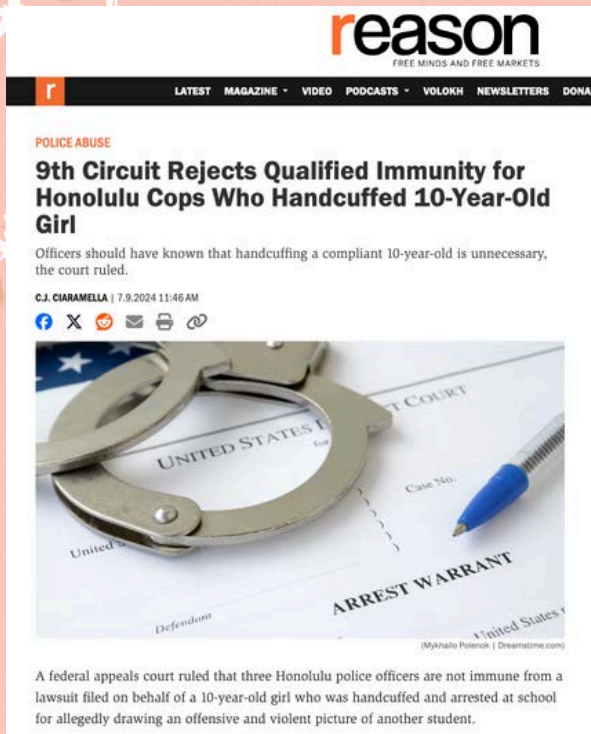 reason
FREE MINDS AND FREE MARKETS
r LATEST MAGAZINE VIDEO PODCASTS VOLOKH NEWSLETTERS DONA
POLICE ABUSE
9th Circuit Rejects Qualified Immunity for
Honolulu Cops Who Handcuffed 10-Year-Old
Girl
Officers should have known that handcuffing a compliant 10-year-old is unnecessary,
the court ruled.
C.J. CIARAMELLA | 7.9.2024 11:46 AM
UNITED STATES
T COURT
for
Case No.
United
ARREST WARRANT
Defendant
United States
(Mykhailo Polenok | Dreamstime.com)
A federal appeals court ruled that three Honolulu police officers are not immune from a
lawsuit filed on behalf of a 10-year-old girl who was handcuffed and arrested at school
for allegedly drawing an offensive and violent picture of another student.